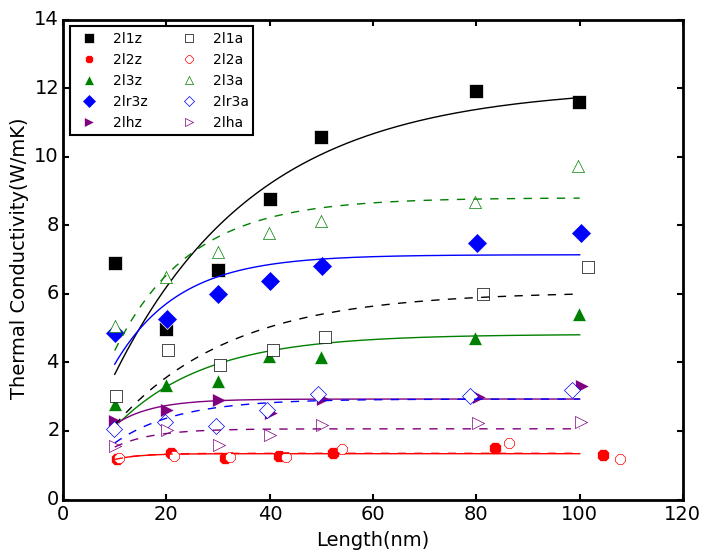 14
12
10
8
6
4
2
0
Thermal Conductivity(W/mK)
2l1z 2l1a
2l2z 2l2a
2l3z 2l3a
2lr3z 2lr3a
2lhz 2lha
0 20 40 60 80 100 120
Length(nm)